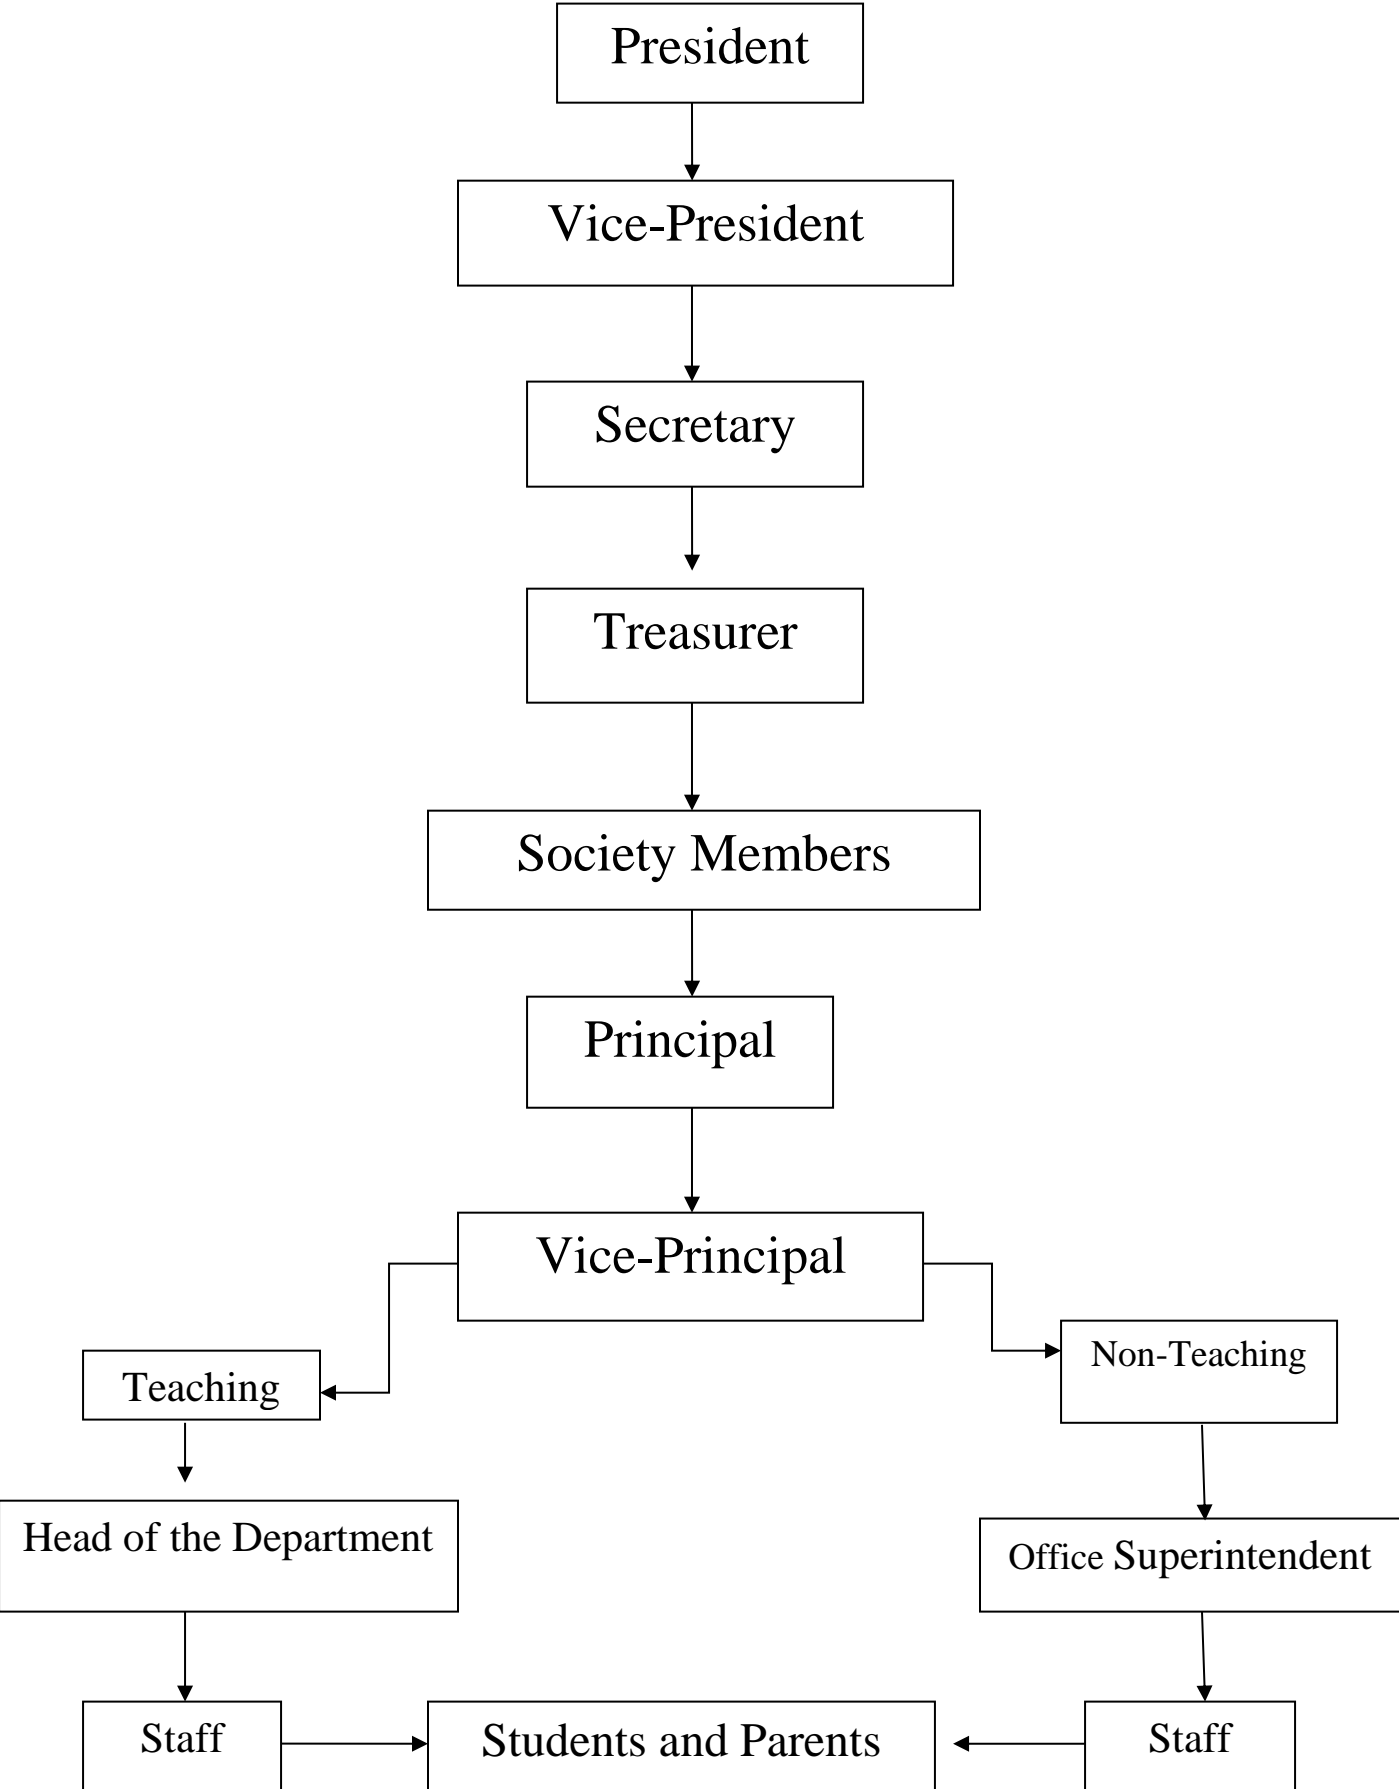 President
Vice-President
Secretary
Treasurer
Society Members
Principal
Vice-Principal
Teaching
Non-Teaching
Head of the Department
Office Superintendent
Staff
Students and Parents
Staff